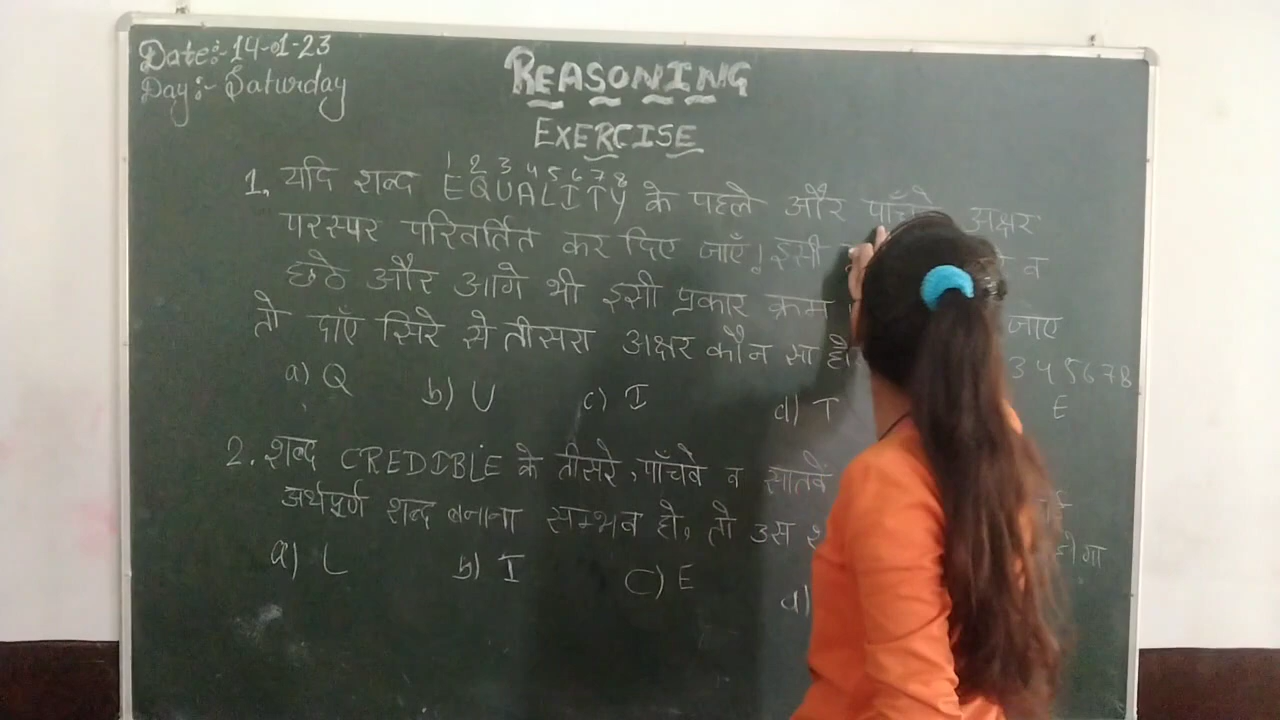 Date:- 14-01-23
Day:- Saturday
REASONING
EXERCISE
1 2 3 4 5 6 7 8
1. यदि शब्द EQUALITY के पहले और पाँचवे अक्षर
परस्पर परिवर्तित कर दिए जाएँ। इसी व
छठे और आगे भी इसी प्रकार क्रम जाए
तो दाएँ सिरे से तीसरा अक्षर कौन सा हो
3 4 5 6 7 8
a) Q b) U c) I d) T E
2. शब्द CREDIBLE के तीसरे, पाँचवे व सातवें
अर्थपूर्ण शब्द बनाना सम्भव हो, तो उस
a) L b) I C) E d)